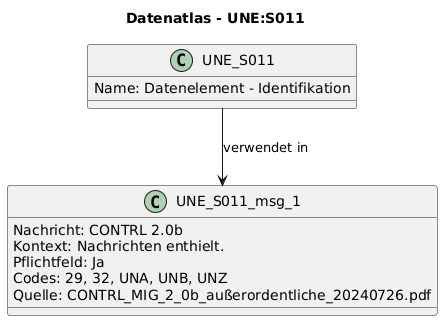 Datenatlas - UNE:S011
C UNE_S011
Name: Datenelement - Identifikation
verwendet in
C UNE_S011_msg_1
Nachricht: CONTRL 2.0b
Kontext: Nachrichten enthielt.
Pflichtfeld: Ja
Codes: 29, 32, UNA, UNB, UNZ
Quelle: CONTRL_MIG_2_0b_außerordentliche_20240726.pdf